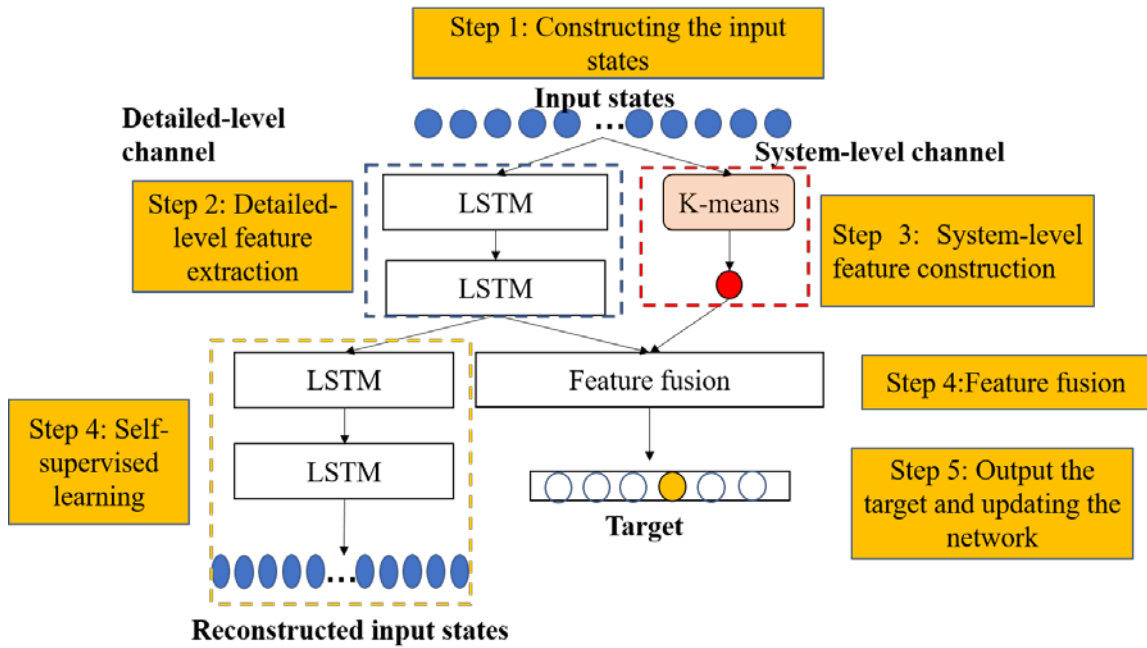 Step 1: Constructing the input
states
Input states
...
Detailed-level
channel
System-level channel
Step 2: Detailed-
level feature
extraction
LSTM
LSTM
K-means
Step 3: System-level
feature construction
LSTM
LSTM
Feature fusion
Step 4:Feature fusion
Step 4: Self-
supervised
learning
Target
Step 5: Output the
target and updating the
network
...
Reconstructed input states